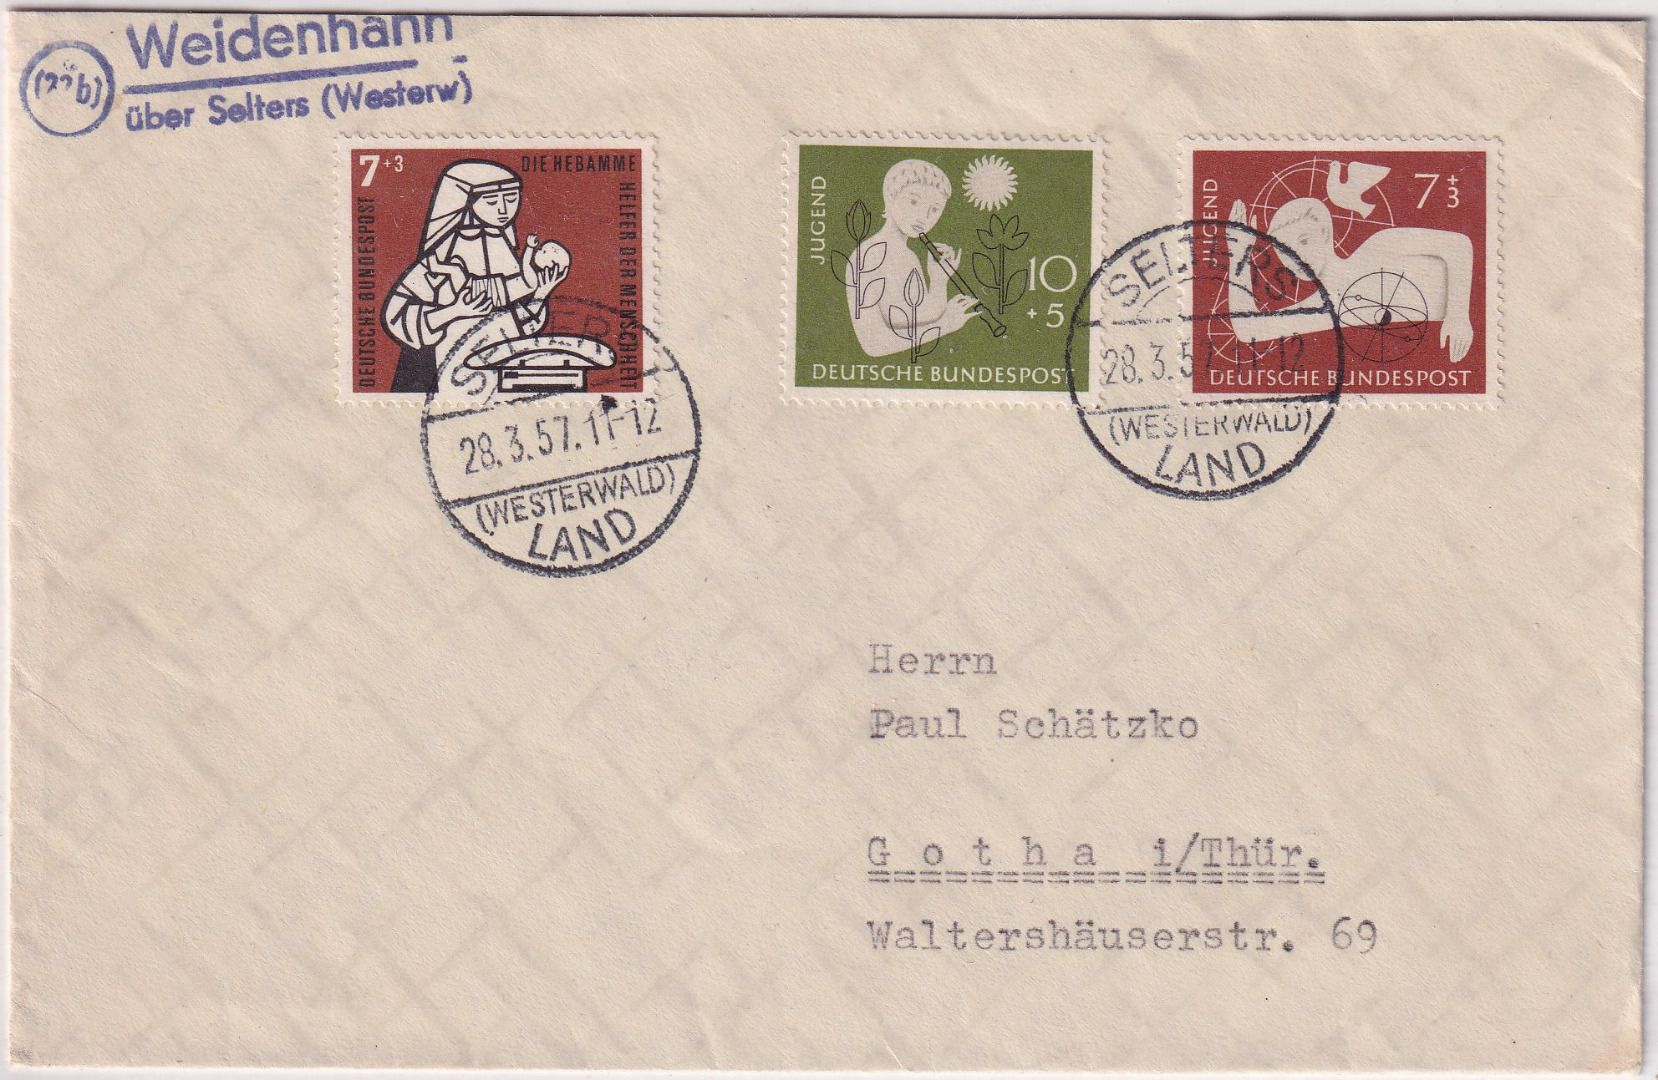 Weidenhahn
(22b)
über Selters (Westerw)
7+3
DIE HEBAMME
HELFER DER MENSCHHEIT
DEUTSCHE BUNDESPOST
JUGEND
10
+5
DEUTSCHE BUNDESPOST
JUGEND
7+3
DEUTSCHE BUNDESPOST
SELTERS
28.3.57.11-12
(WESTERWALD)
LAND
SELTERS
28.3.57.11-12
(WESTERWALD)
LAND
Herrn
Paul Schätzko
G o t h a  i/Thür.
Waltershäuserstr. 69